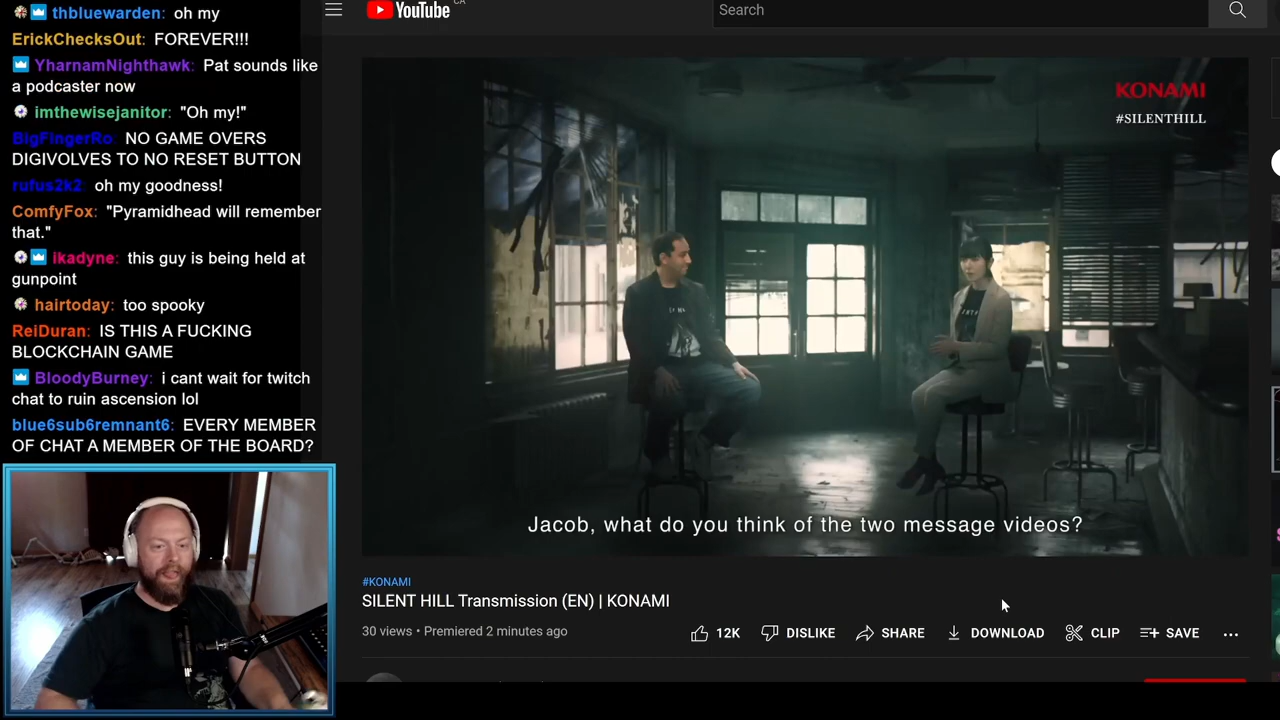 thbluewarden: oh my
ErickChecksOut: FOREVER!!!
YharnamNighthawk: Pat sounds like
a podcaster now
imthewisejanitor: "Oh my!"
BigFingerRo: NO GAME OVERS
DIGIVOLVES TO NO RESET BUTTON
rufus2k2: oh my goodness!
ComfyFox: "Pyramidhead will remember
that."
ikadyne: this guy is being held at
gunpoint
hairtoday: too spooky
ReiDuran: IS THIS A FUCKING
BLOCKCHAIN GAME
BloodyBurney: i cant wait for twitch
chat to ruin ascension lol
blue6sub6remnant6: EVERY MEMBER
OF CHAT A MEMBER OF THE BOARD?
YouTube CA
Search
KONAMI
#SILENTHILL
Jacob, what do you think of the two message videos?
#KONAMI
SILENT HILL Transmission (EN) | KONAMI
30 views • Premiered 2 minutes ago
12K
DISLIKE
SHARE
DOWNLOAD
CLIP
SAVE